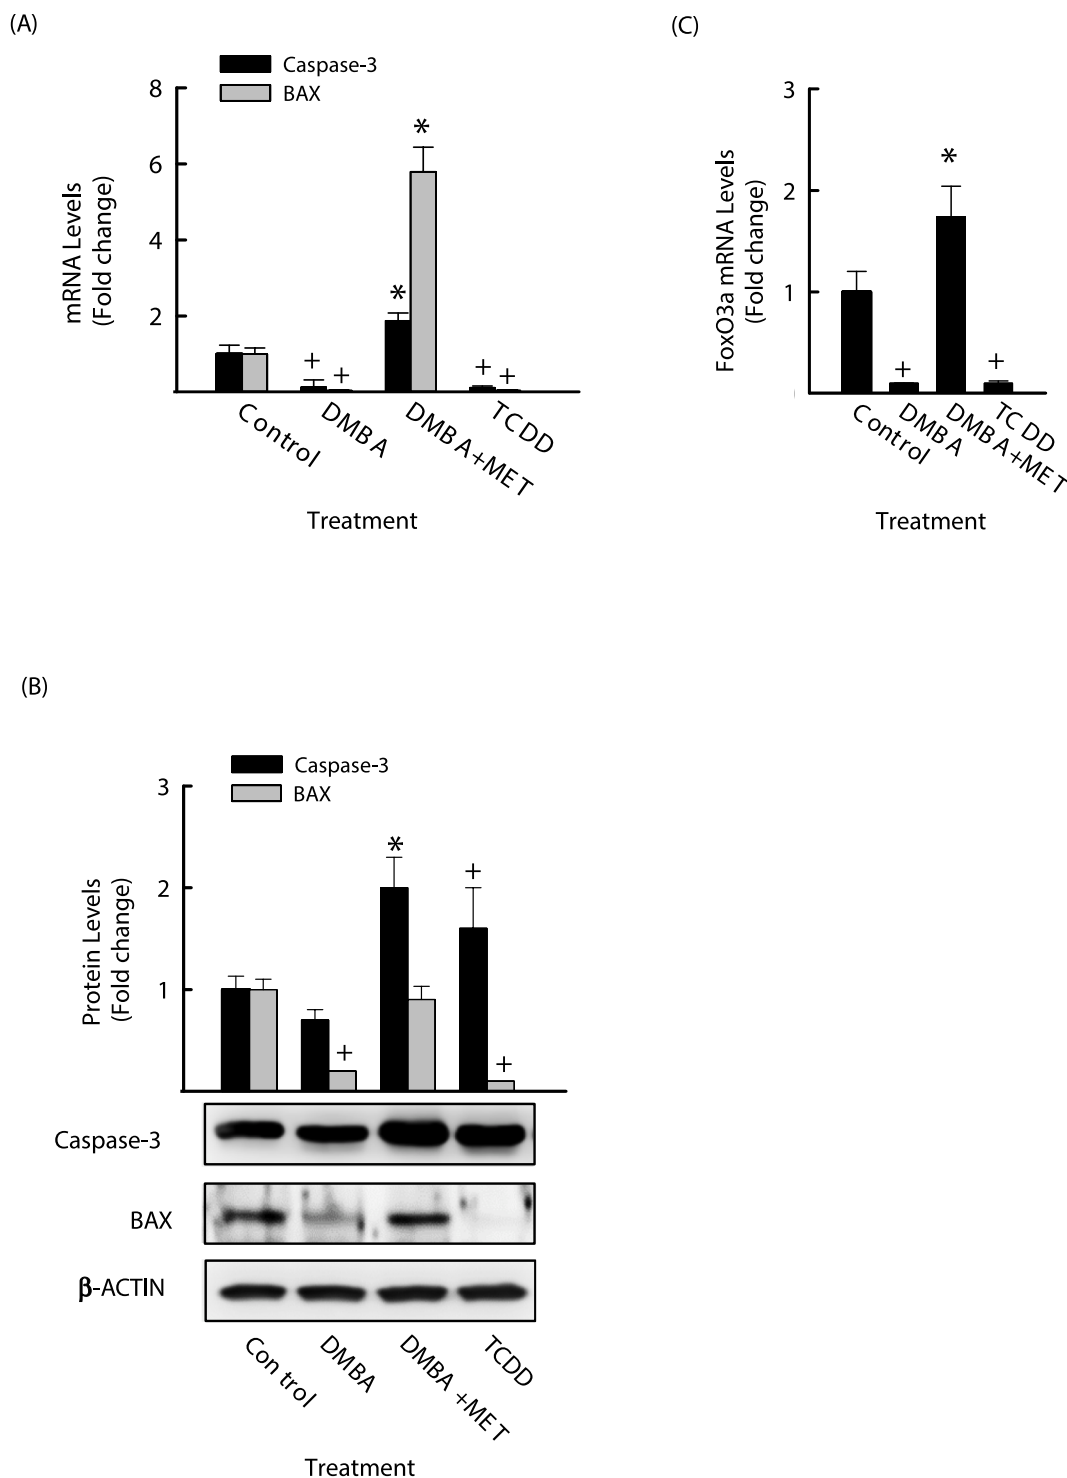 (A)
Caspase-3
BAX
8
6
4
2
mRNA Levels
(Fold change)
*
*
+
+
+
+
Control
DMBA
DMBA+MET
TCDD
Treatment
(C)
3
2
1
FoxO3a mRNA Levels
(Fold change)
*
+
+
Control
DMBA
DMBA+MET
TCDD
Treatment
(B)
Caspase-3
BAX
3
2
1
Protein Levels
(Fold change)
*
+
+
+
Caspase-3
BAX
β-ACTIN
Control
DMBA
DMBA +MET
TCDD
Treatment